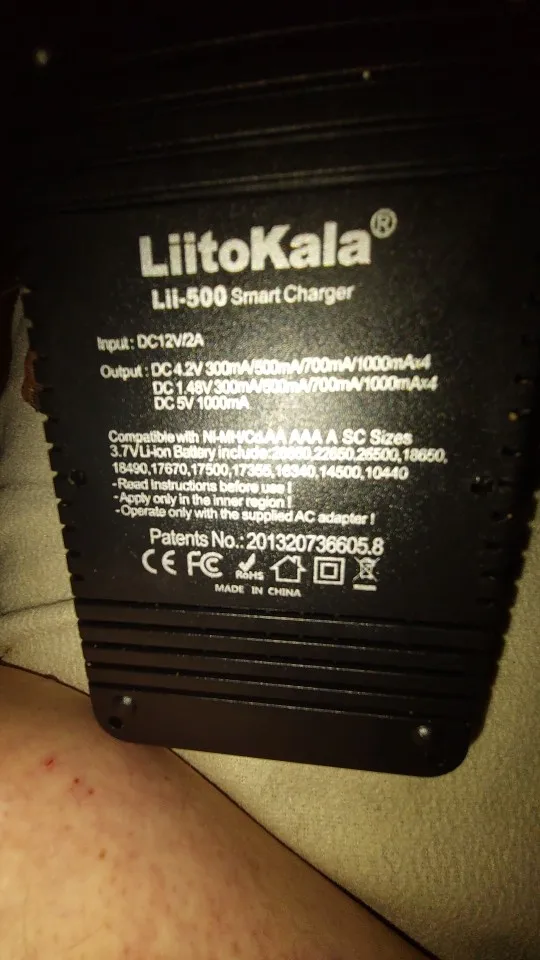 LiitoKala®
Lii-500 Smart Charger
Input: DC12V/2A
Output: DC 4.2V 300mA/500mA/700mA/1000mAx4
DC 1.48V 300mA/500mA/700mA/1000mAx4
DC 5V 1000mA
Compatible with Ni-MH/Cd AA AAA A SC Sizes
3.7V Li-ion Battery include: 22650, 26500, 18650,
18490, 17670, 17500, 17355, 16340, 14500, 10440
-Read Instructions before use !
-Apply only in the inner region !
-Operate only with the supplied AC adapter !
Patents No.: 201320736605.8
CE FC RoHS
MADE IN CHINA